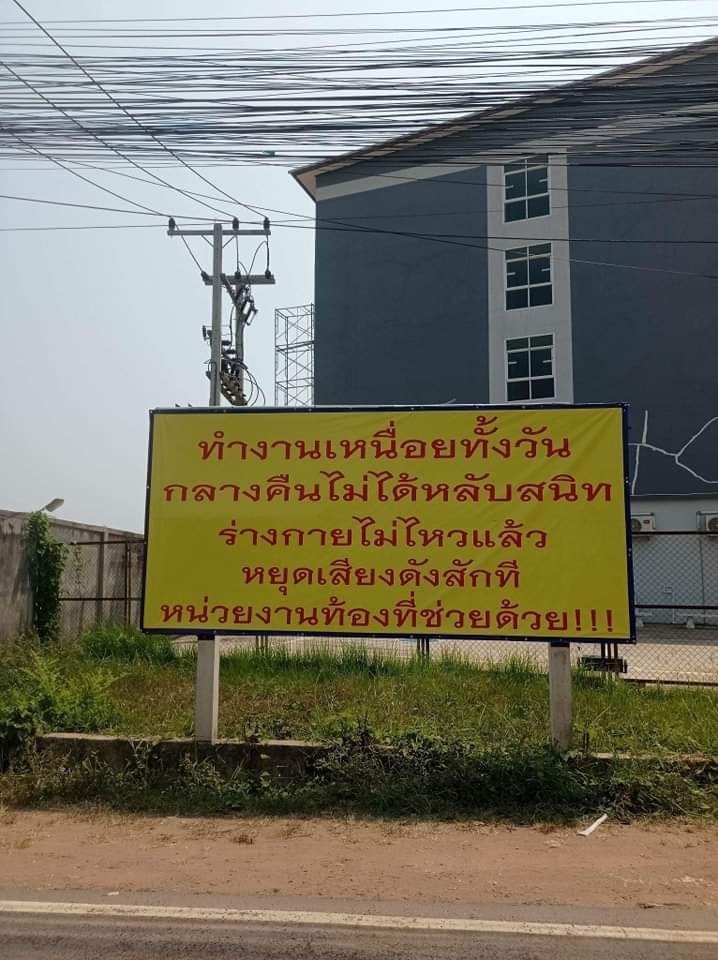 ทำงานเหนื่อยทั้งวัน
กลางคืนไม่ได้หลับสนิท
ร่างกายไม่ไหวแล้ว
หยุดเสียงดังสักที
หน่วยงานท้องที่ช่วยด้วย!!!